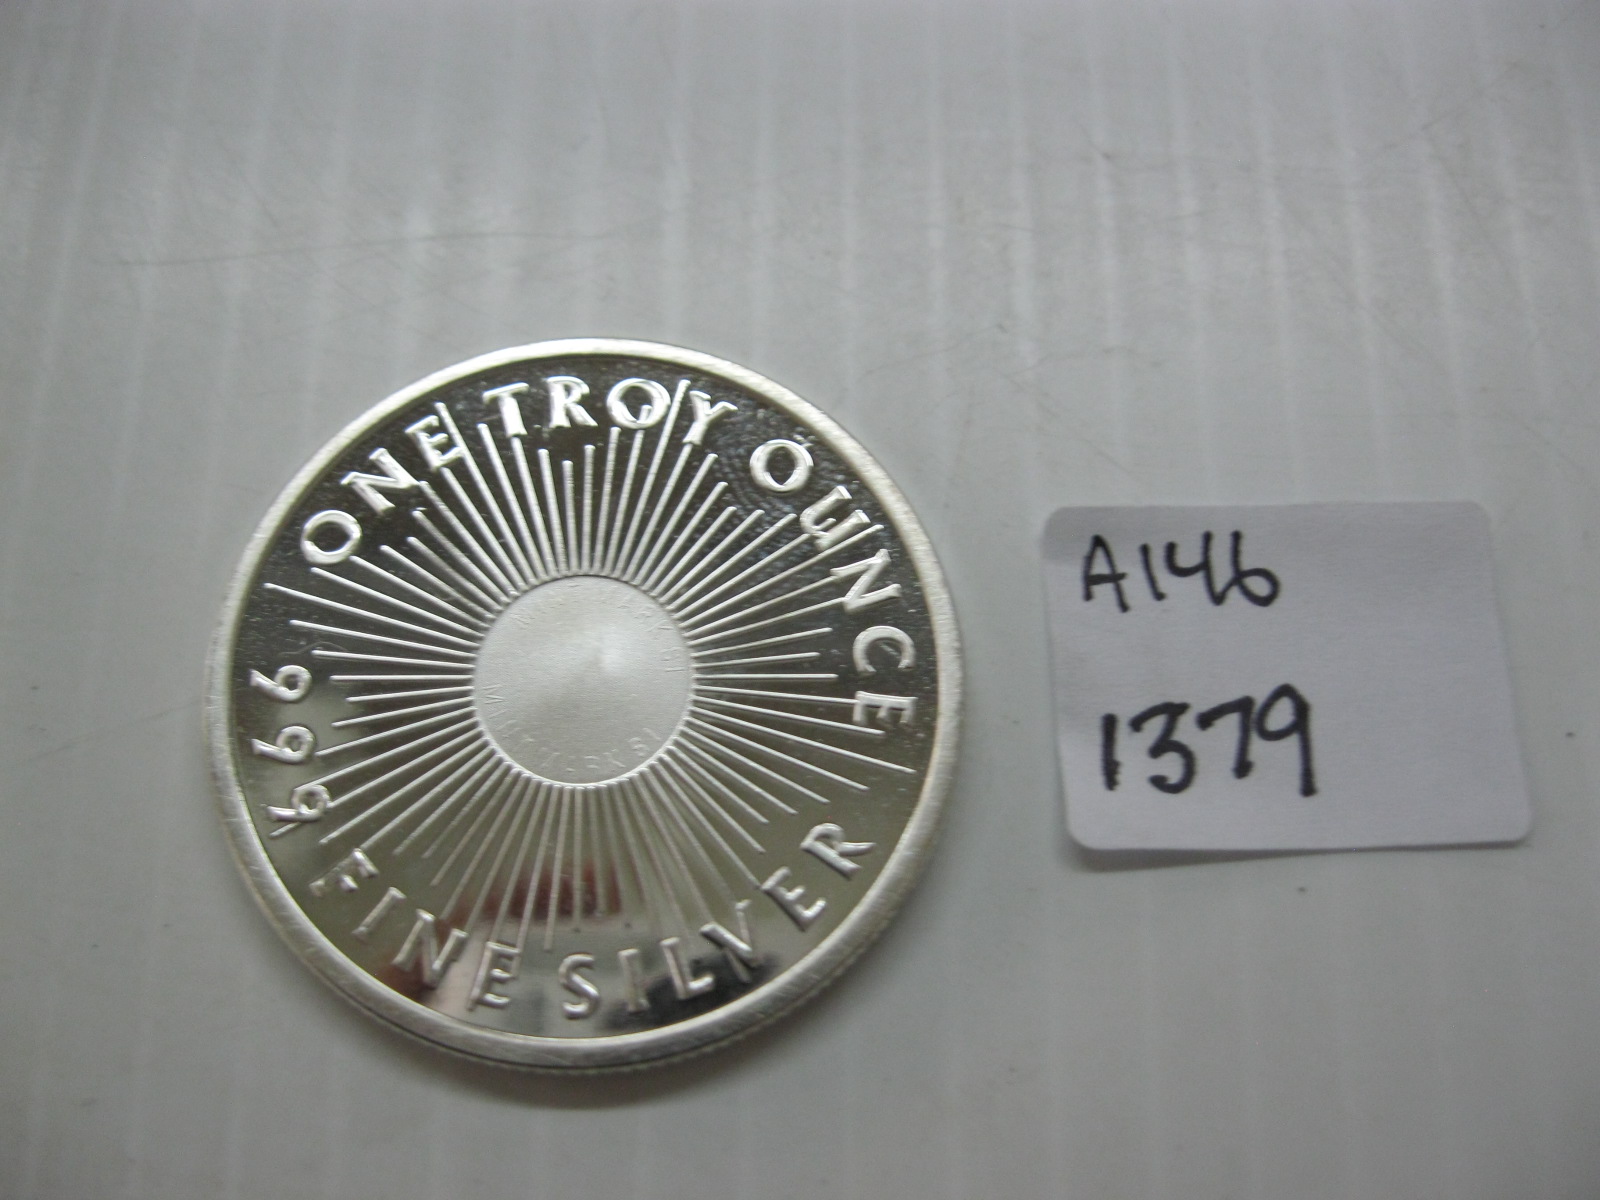 ONE TROY OUNCE
999 FINE SILVER
A146
1379